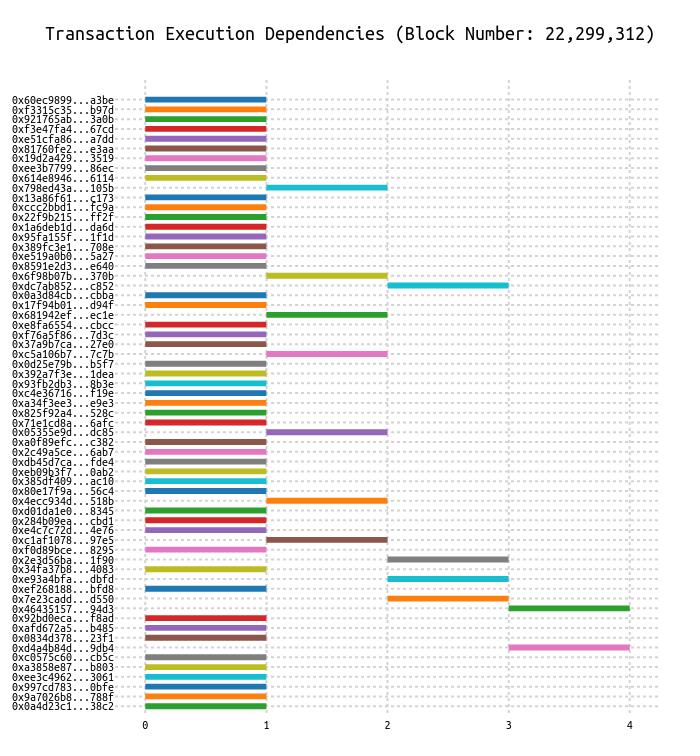 Transaction Execution Dependencies (Block Number: 22,299,312)
0x60ec9899...a3be
0xf3315c35...b97d
0x921765ab...3a0b
0xf3e47fa4...67cd
0xe51cfa86...a7dd
0x81760fe2...e3aa
0x19d2a429...3519
0xee3b7799...86ec
0x614e8946...6114
0x798ed43a...105b
0x13a86f61...c173
0xccc2bbd1...fc9a
0x22f9b215...ff2f
0x1a6deb1d...da6d
0x95fa155f...1f1d
0x389fc3e1...708e
0xe519a0b0...5a27
0x8591e2d3...e640
0x6f98b07b...370b
0xdc7ab852...c852
0x0a3d84cb...cbba
0x17f94b01...d94f
0x681942ef...ec1e
0xe8fa6554...cbcc
0xf76a5f86...7d3c
0x37a9b7ca...27e0
0xc5a106b7...7c7b
0x0d25e79b...b5f7
0x392a7f3e...1dea
0x93fb2db3...8b3e
0xc4e36716...f19e
0xa34f3ee3...e9e3
0x825f92a4...528c
0x71e1cd8a...6afc
0x05355e9d...dc85
0xa0f89efc...c382
0x2c49a5ce...6ab7
0xdb45d7ca...fde4
0xeb09b3f7...0ab2
0x385df409...ac10
0x80e17f9a...56c4
0x4ecc934d...518b
0xd01da1e0...8345
0x284b09ea...cbd1
0xe4c7c72d...4e76
0xc1af1078...97e5
0xf0d89bce...8295
0x2e3d56ba...1f90
0x34fa37b8...4083
0xe93a4bfa...dbfd
0xef268188...bfd8
0x7e23cadd...d550
0x46435157...94d3
0x92bd0eca...f8ad
0xafd672a5...b485
0x0834d378...23f1
0xd4a4b84d...9db4
0xc0575c60...cb5c
0xa3858e87...b803
0xee3c4962...3061
0x997cd783...0bfe
0x9a7026b8...788f
0x0a4d23c1...38c2
0 1 2 3 4